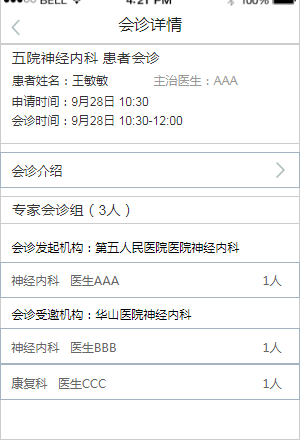 BELL 4:21 PM 100%
会诊详情
五院神经内科 患者会诊
患者姓名：王敏敏 主治医生：AAA
申请时间：9月28日 10:30
会诊时间：9月28日 10:30-12:00
会诊介绍
专家会诊组（3人）
会诊发起机构：第五人民医院医院神经内科
神经内科 医生AAA 1人
会诊受邀机构：华山医院神经内科
神经内科 医生BBB 1人
康复科 医生CCC 1人